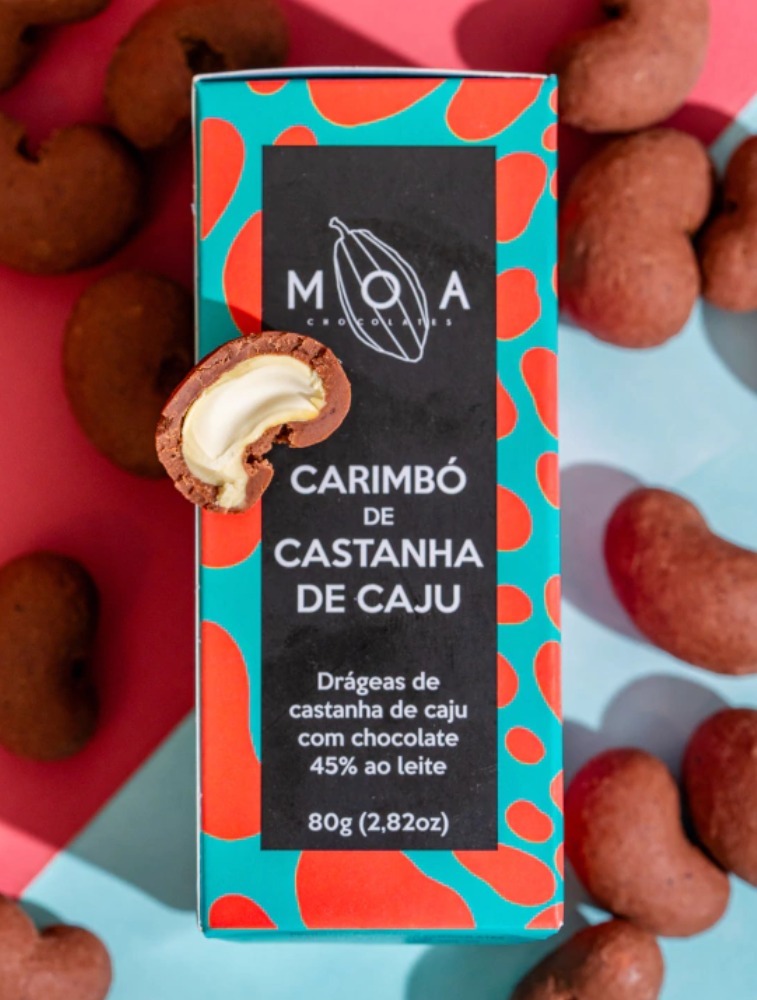 MOA
CHOCOLATES
CARIMBÓ
DE
CASTANHA
DE CAJU
Drágeas de
castanha de caju
com chocolate
45% ao leite
80g (2,82oz)